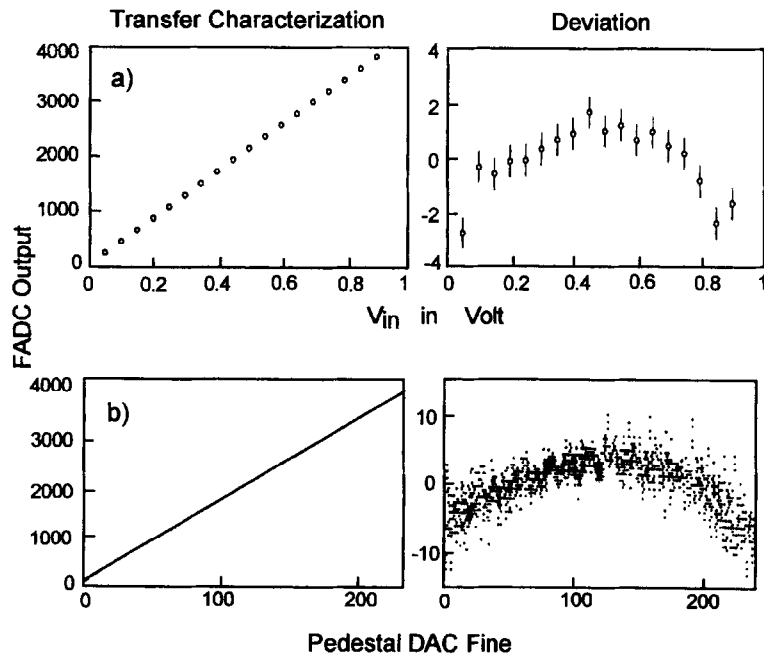 Transfer Characterization
Deviation
FADC Output
a)
4000
3000
2000
1000
0
0 0.2 0.4 0.6 0.8 1
4
2
0
-2
-4
0 0.2 0.4 0.6 0.8 1
Vin in Volt
b)
4000
3000
2000
1000
0
0 100 200
10
0
-10
0 100 200
Pedestal DAC Fine